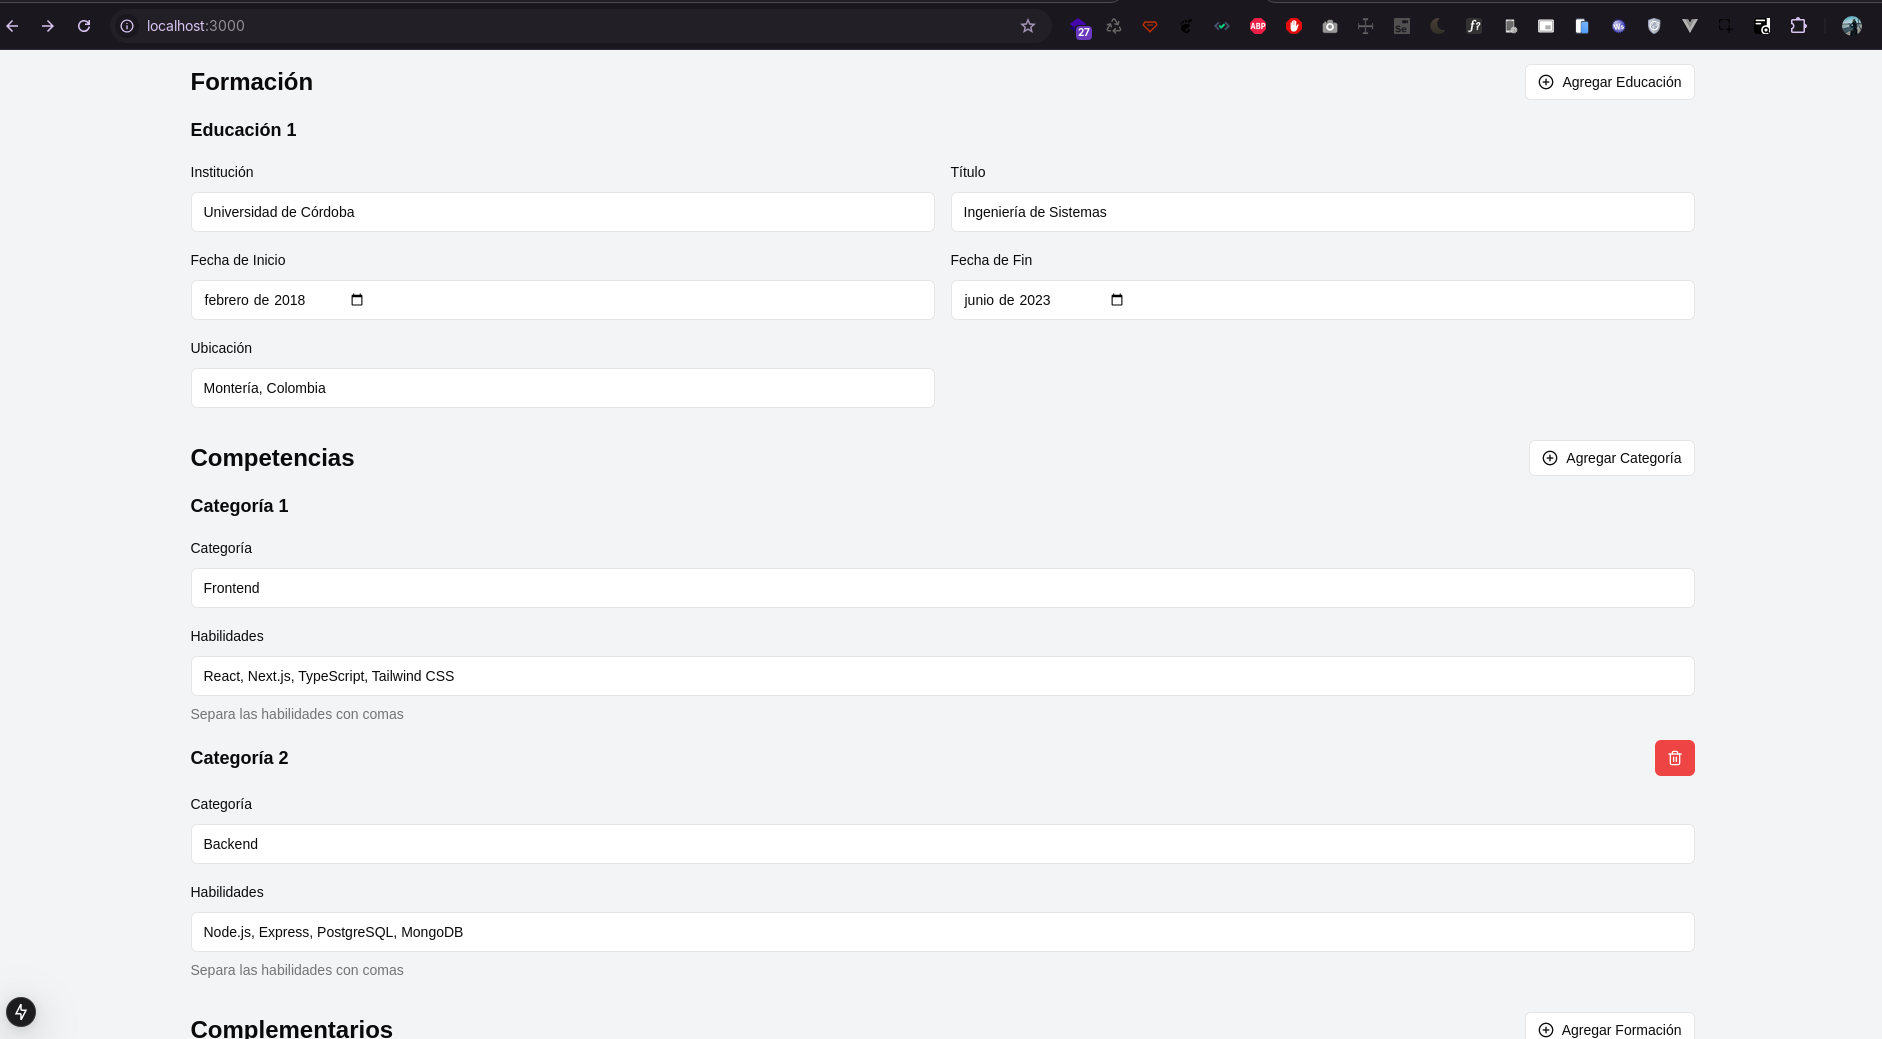 localhost:3000
27
ABP
Se
f?
Ws
Formación
Agregar Educación
Educación 1
Institución
Título
Universidad de Córdoba
Ingeniería de Sistemas
Fecha de Inicio
Fecha de Fin
febrero de 2018
junio de 2023
Ubicación
Montería, Colombia
Competencias
Agregar Categoría
Categoría 1
Categoría
Frontend
Habilidades
React, Next.js, TypeScript, Tailwind CSS
Separa las habilidades con comas
Categoría 2
Categoría
Backend
Habilidades
Node.js, Express, PostgreSQL, MongoDB
Separa las habilidades con comas
Complementarios
Agregar Formación